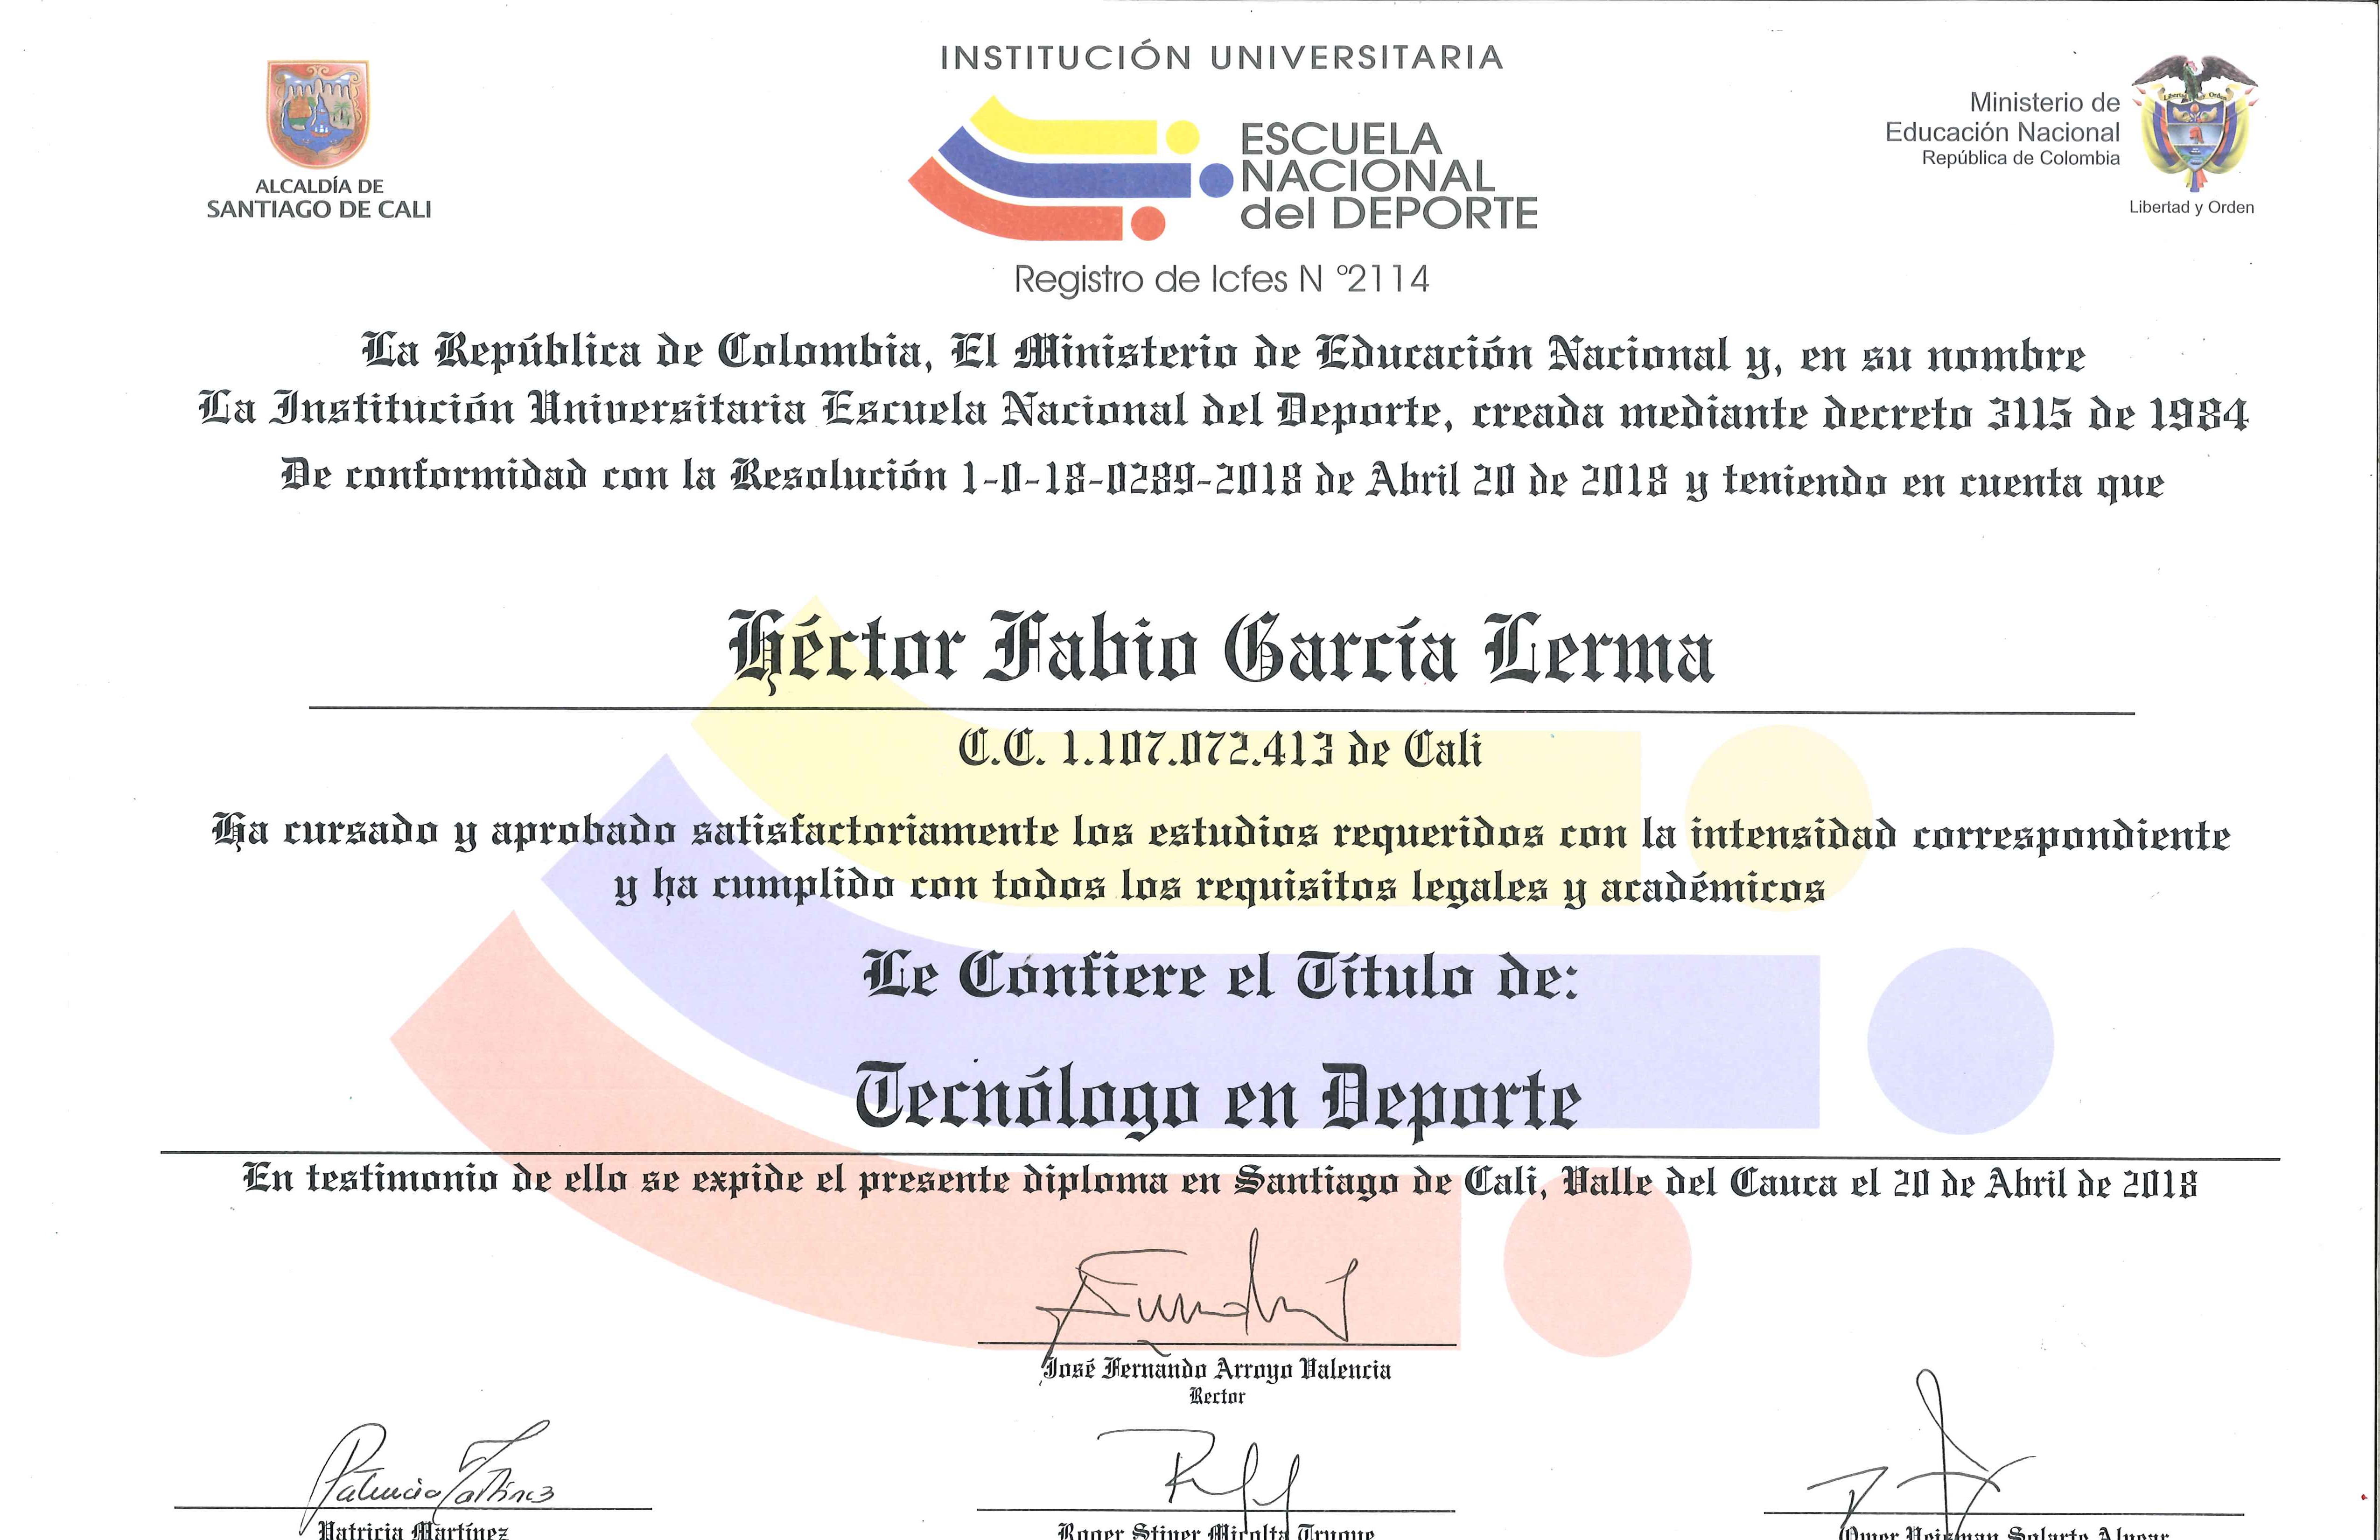 INSTITUCIÓN UNIVERSITARIA
ESCUELA
NACIONAL
del DEPORTE
Registro de Icfes N °2114
ALCALDÍA DE
SANTIAGO DE CALI
Ministerio de
Educación Nacional
República de Colombia
Libertad y Orden
Libertad y Orden
La República de Colombia, El Ministerio de Educación Nacional y, en su nombre
La Institución Universitaria Escuela Nacional del Deporte, creada mediante decreto 3115 de 1984
De conformidad con la Resolución 1-0-18-0289-2018 de Abril 20 de 2018 y teniendo en cuenta que
Héctor Fabio García Lerma
C.C. 1.107.072.413 de Cali
Ha cursado y aprobado satisfactoriamente los estudios requeridos con la intensidad correspondiente
y ha cumplido con todos los requisitos legales y académicos
Le Confiere el Título de:
Tecnólogo en Deporte
En testimonio de ello se expide el presente diploma en Santiago de Cali, Valle del Cauca el 20 de Abril de 2018
José Fernando Arroyo Valencia
Rector
Patricia Martínez
Patricia Martínez
Roger Stiner Micolta Truque
Omer Solarte